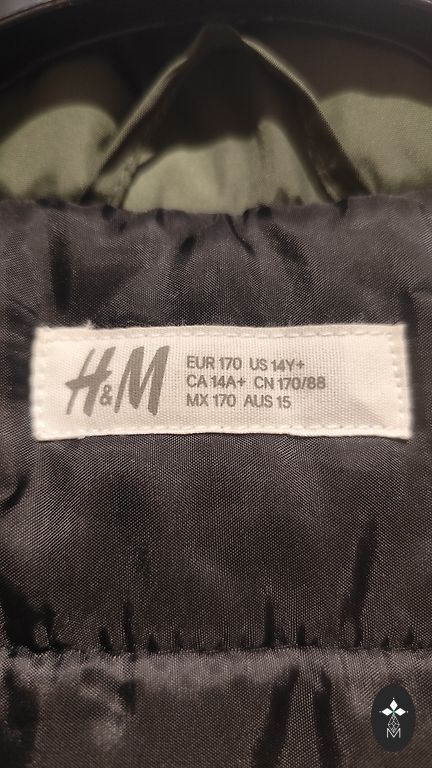 H&M
EUR 170 US 14Y+
CA 14A+ CN 170/88
MX 170 AUS 15
M